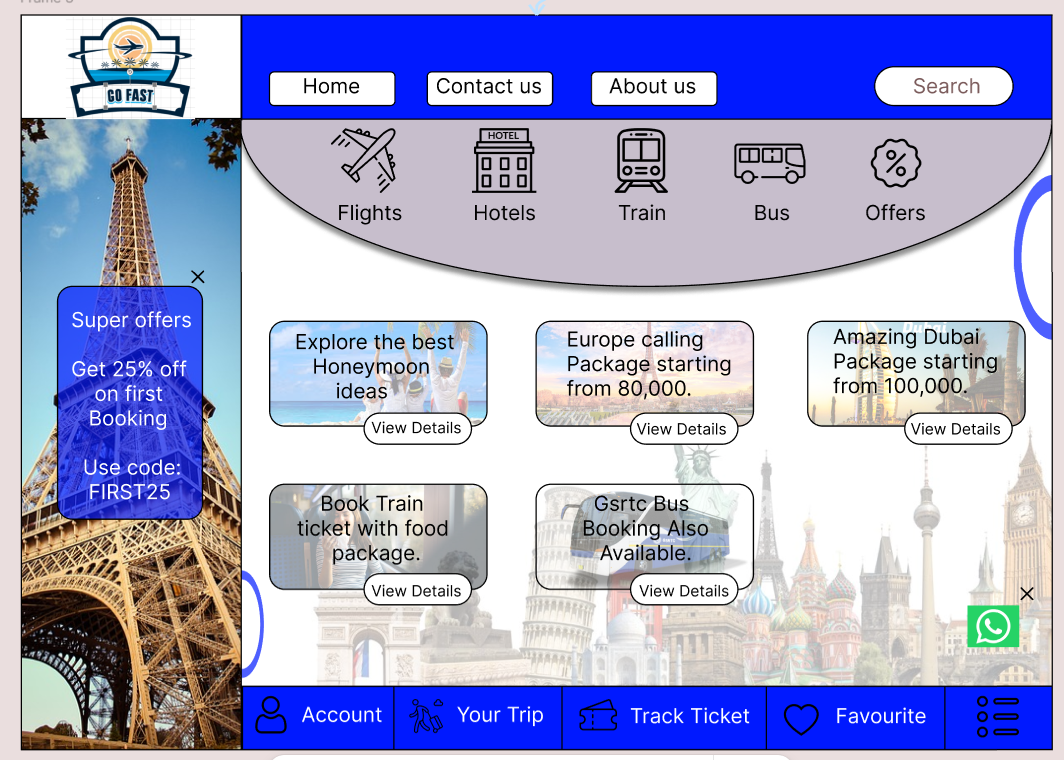 GO FAST
Home
Contact us
About us
Search
HOTEL
Flights
Hotels
Train
Bus
Offers
Super offers
Get 25% off
on first
Booking
Use code:
FIRST25
Explore the best
Honeymoon
ideas
View Details
Europe calling
Package starting
from 80,000.
View Details
Dubai
Amazing Dubai
Package starting
from 100,000.
View Details
Book Train
ticket with food
package.
View Details
Gsrtc Bus
Booking Also
Available.
View Details
Account
Your Trip
Track Ticket
Favourite